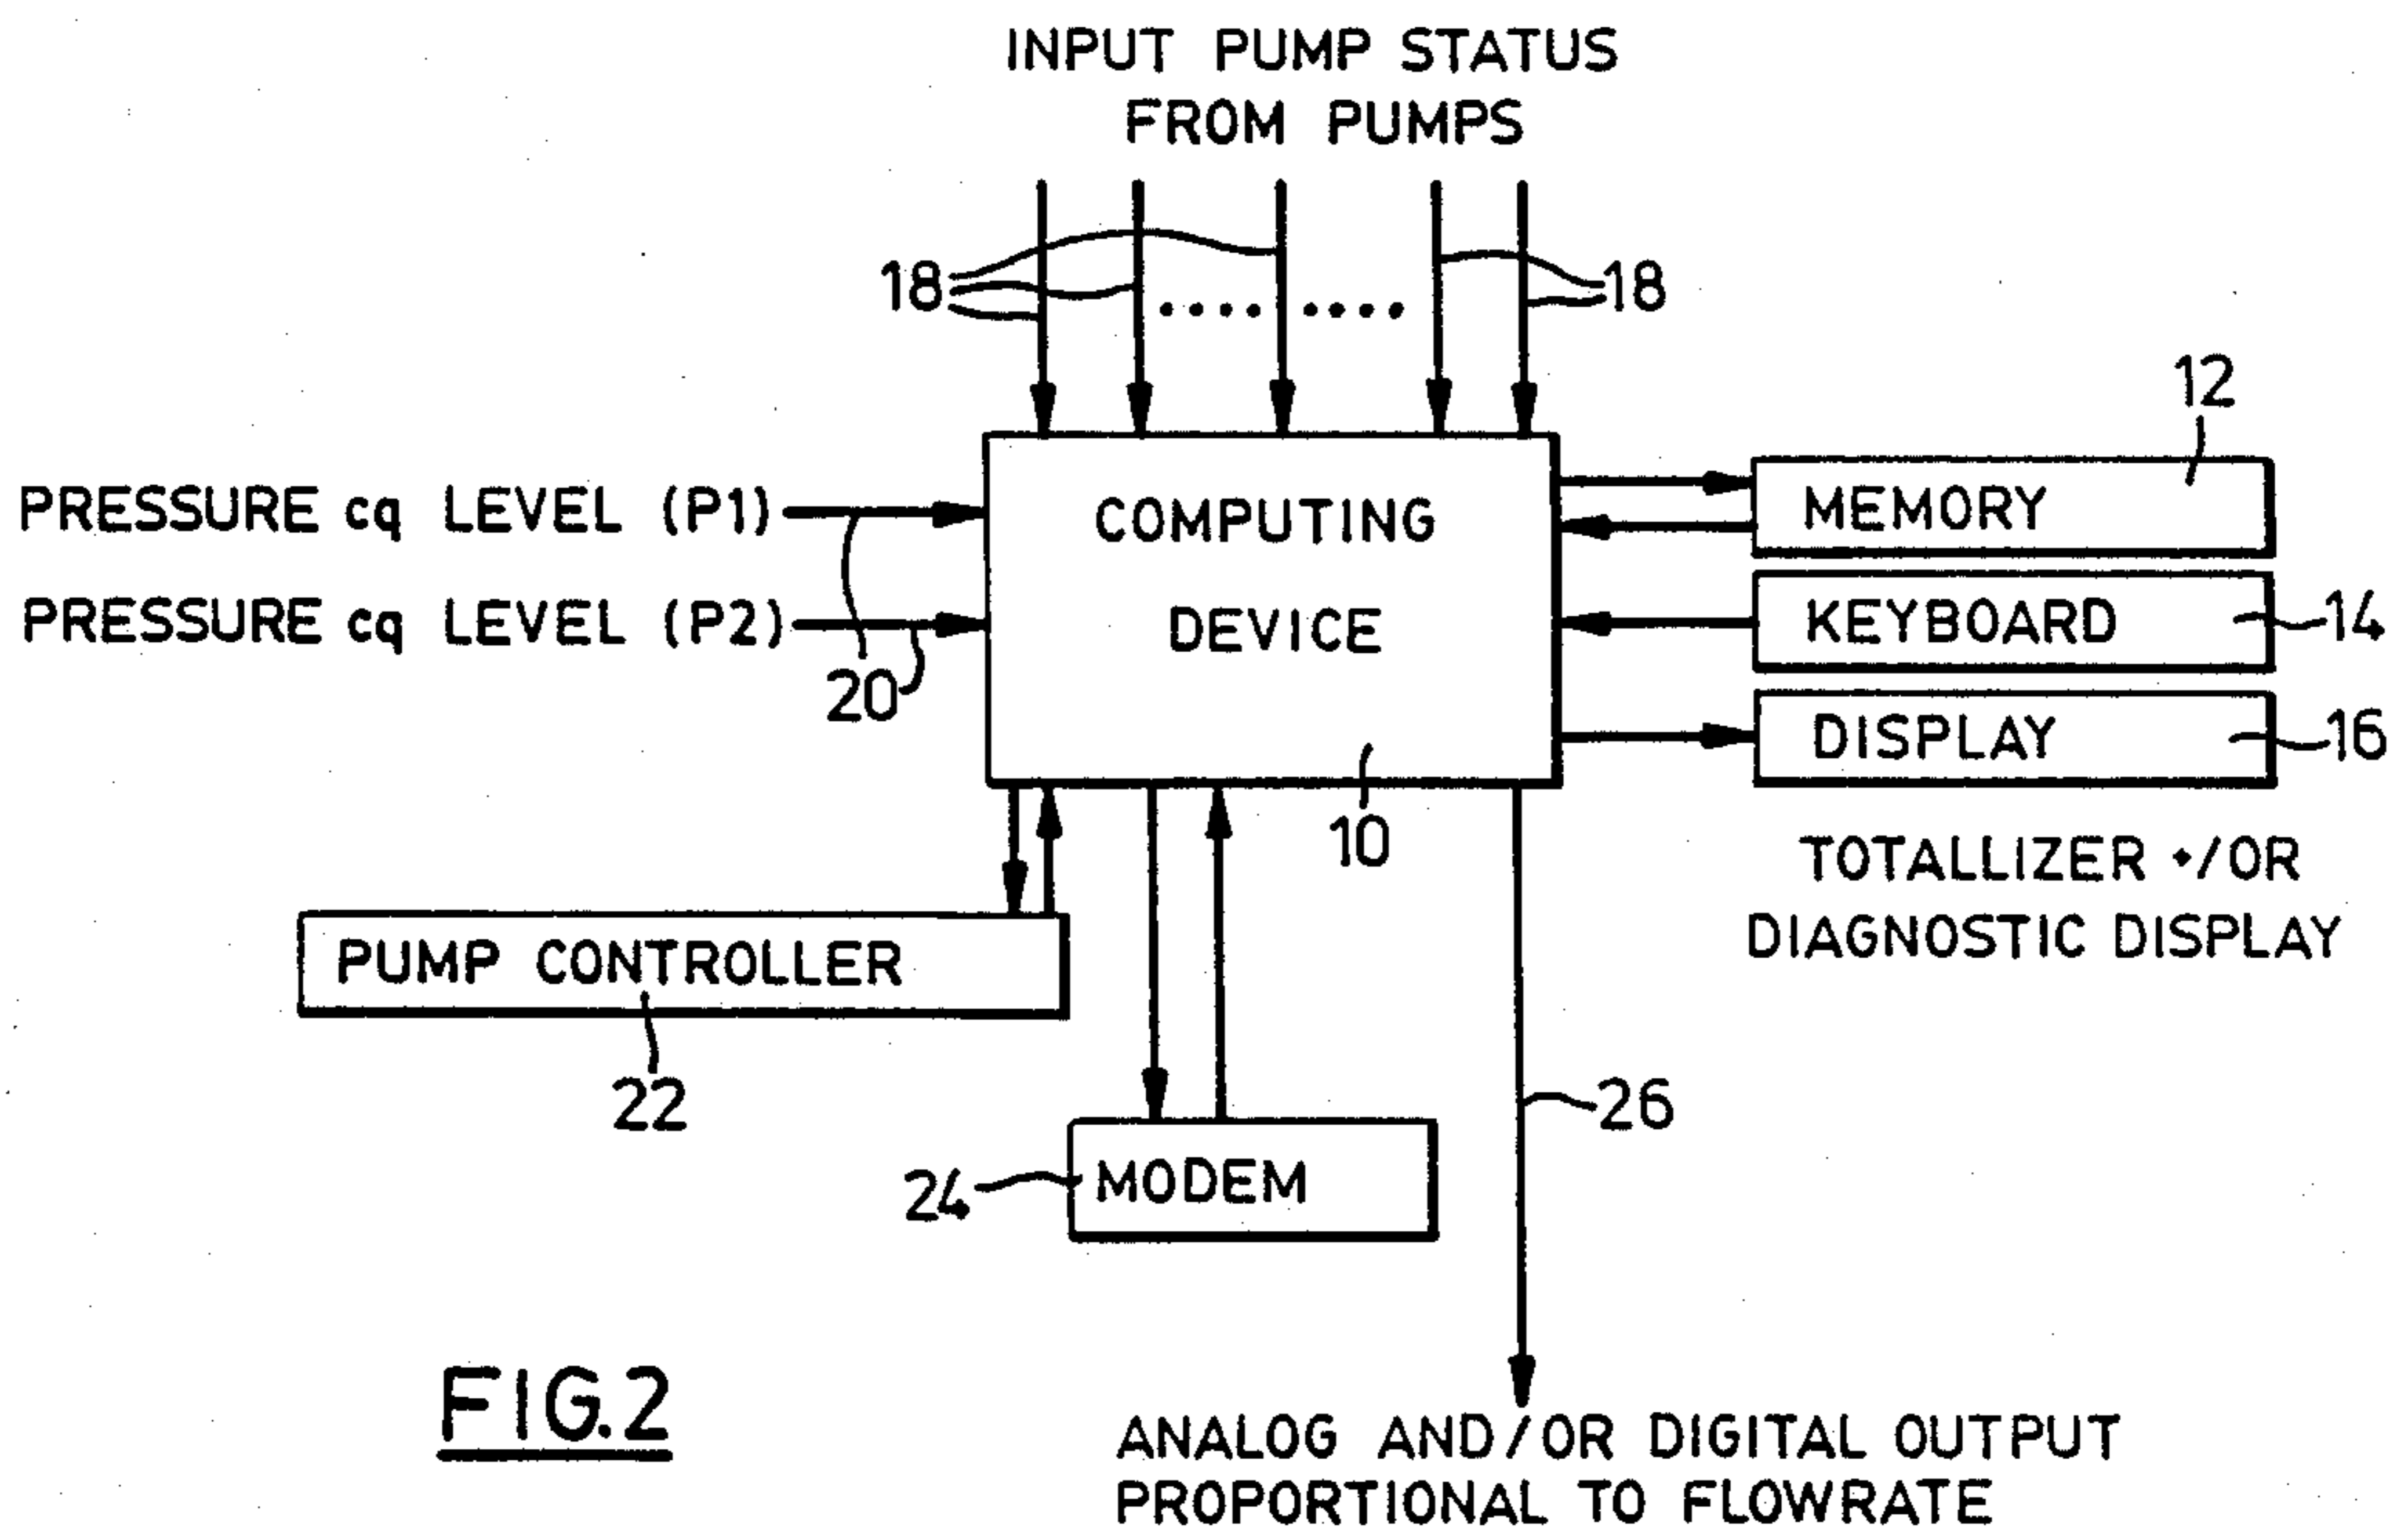 INPUT PUMP STATUS
FROM PUMPS
18
18
12
PRESSURE cq LEVEL (P1)
COMPUTING
MEMORY
PRESSURE cq LEVEL (P2)
DEVICE
KEYBOARD
14
20
DISPLAY
16
10
TOTALLIZER +/OR
DIAGNOSTIC DISPLAY
PUMP CONTROLLER
22
26
24
MODEM
FIG.2
ANALOG AND/OR DIGITAL OUTPUT
PROPORTIONAL TO FLOWRATE